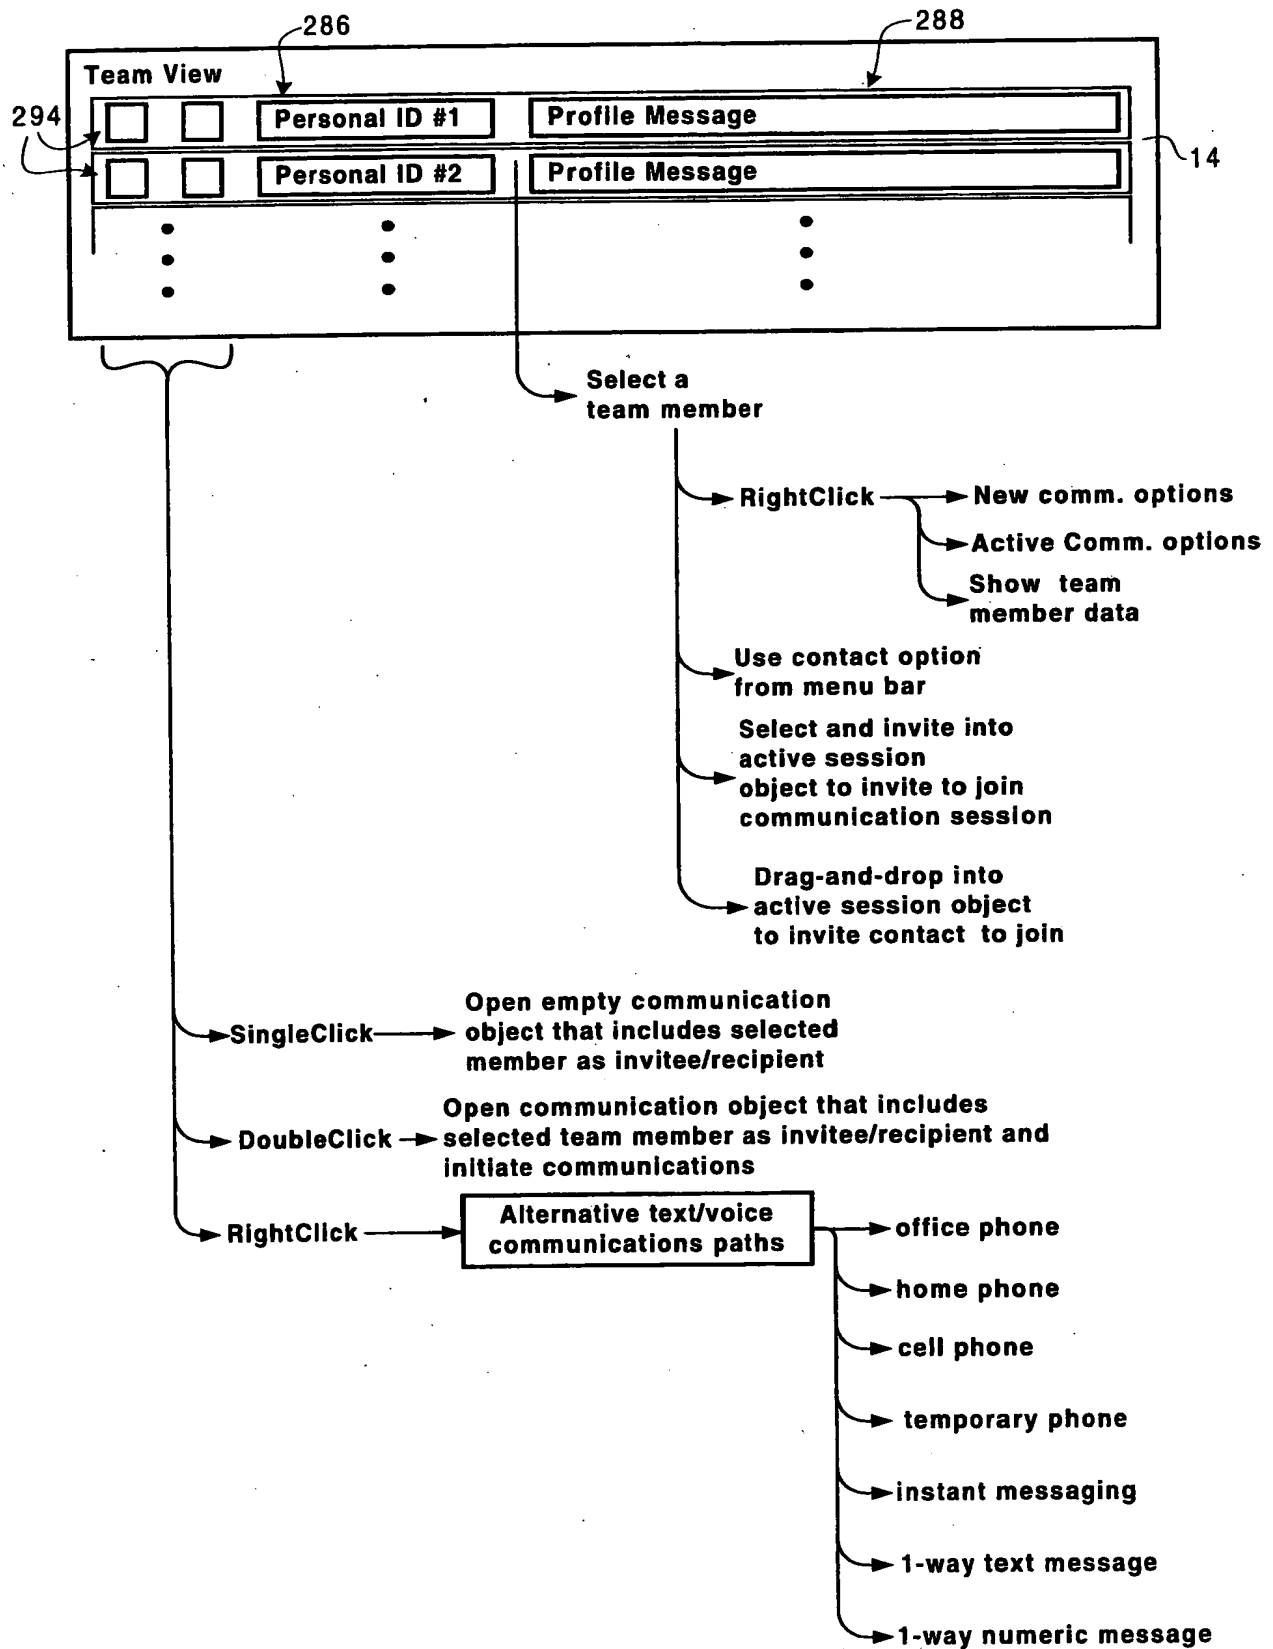 286
288
Team View
294
Personal ID #1
Profile Message
14
Personal ID #2
Profile Message
Select a
team member
RightClick
New comm. options
Active Comm. options
Show team
member data
Use contact option
from menu bar
Select and invite into
active session
object to invite to join
communication session
Drag-and-drop into
active session object
to invite contact to join
SingleClick
Open empty communication
object that includes selected
member as invitee/recipient
DoubleClick
Open communication object that includes
selected team member as invitee/recipient and
initiate communications
RightClick
Alternative text/voice
communications paths
office phone
home phone
cell phone
temporary phone
instant messaging
1-way text message
1-way numeric message